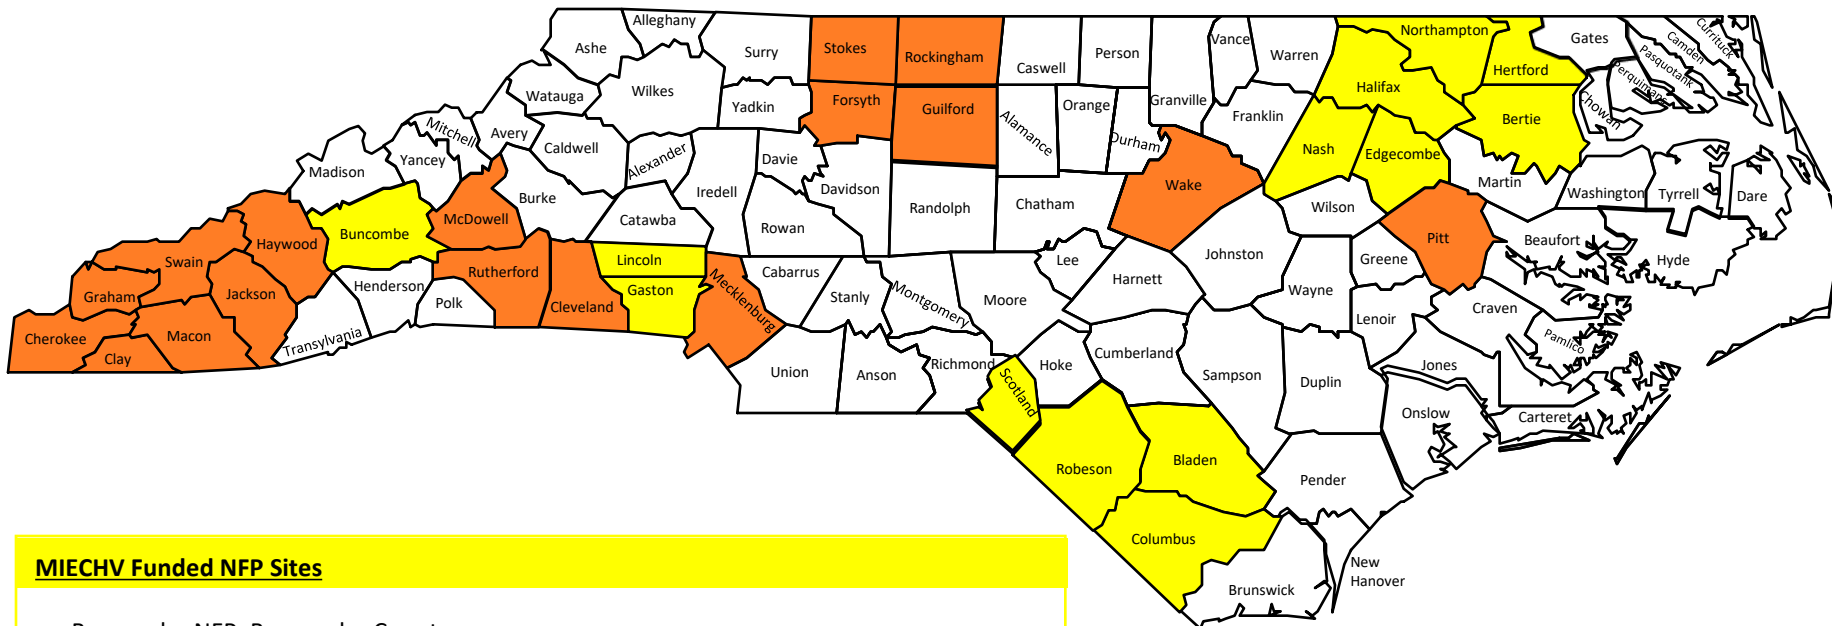 Alleghany
Ashe
Surry
Stokes
Rockingham
Caswell
Person
Vance
Warren
Northampton
Gates
Currituck
Camden
Pasquotank
Perquimans
Chowan
Hertford
Halifax
Bertie
Watauga
Wilkes
Yadkin
Forsyth
Guilford
Alamance
Orange
Durham
Granville
Franklin
Nash
Edgecombe
Martin
Washington
Tyrrell
Dare
Mitchell
Avery
Caldwell
Alexander
Davie
Iredell
Davidson
Madison
Yancey
Burke
McDowell
Catawba
Rowan
Randolph
Chatham
Wake
Wilson
Pitt
Beaufort
Hyde
Buncombe
Haywood
Swain
Graham
Jackson
Cherokee
Macon
Clay
Transylvania
Henderson
Polk
Rutherford
Cleveland
Lincoln
Gaston
Mecklenburg
Cabarrus
Stanly
Montgomery
Moore
Lee
Harnett
Johnston
Wayne
Greene
Lenoir
Craven
Pamlico
Jones
Union
Anson
Richmond
Scotland
Hoke
Cumberland
Sampson
Duplin
Onslow
Carteret
Robeson
Bladen
Pender
Columbus
Brunswick
New
Hanover
MIECHV Funded NFP Sites